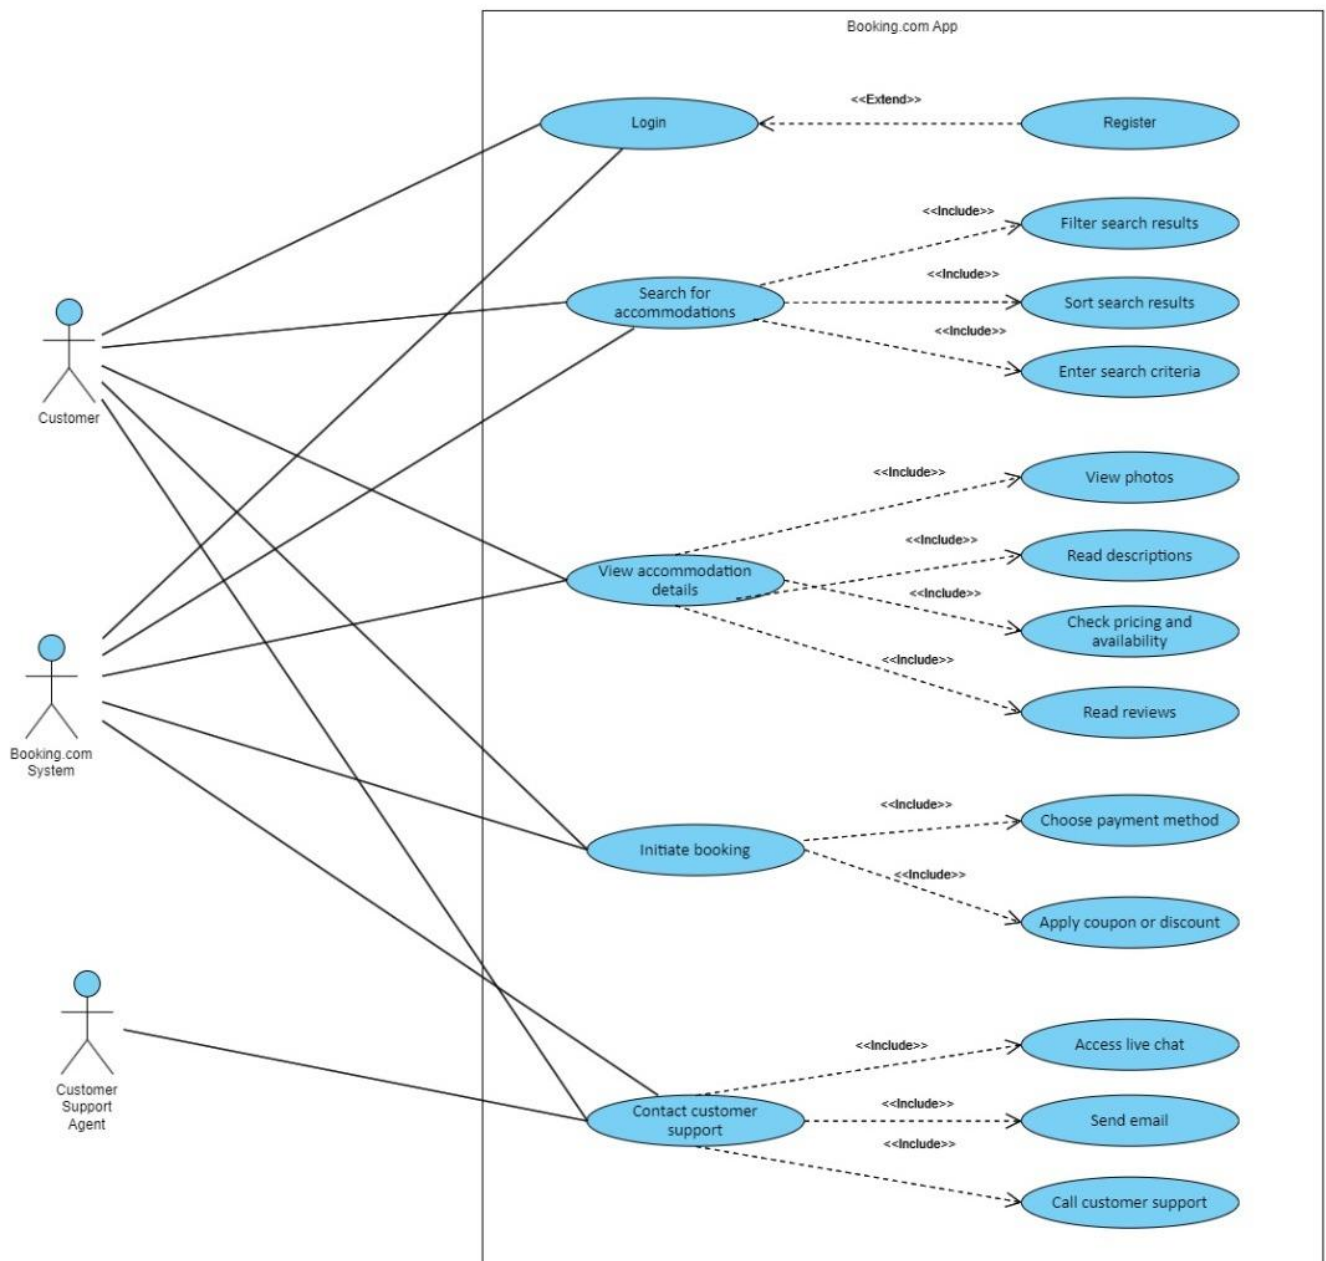 Booking.com App
<<Extend>>
Login
Register
<<Include>>
Filter search results
<<Include>>
Search for
accommodations
Sort search results
<<Include>>
Enter search criteria
Customer
<<Include>>
View photos
<<Include>>
Read descriptions
View accommodation
details
<<Include>>
Check pricing and
availability
<<Include>>
Read reviews
Booking.com
System
<<Include>>
Choose payment method
Initiate booking
<<Include>>
Apply coupon or discount
<<Include>>
Access live chat
Customer
Support
Agent
<<Include>>
Contact customer
support
Send email
<<Include>>
Call customer support